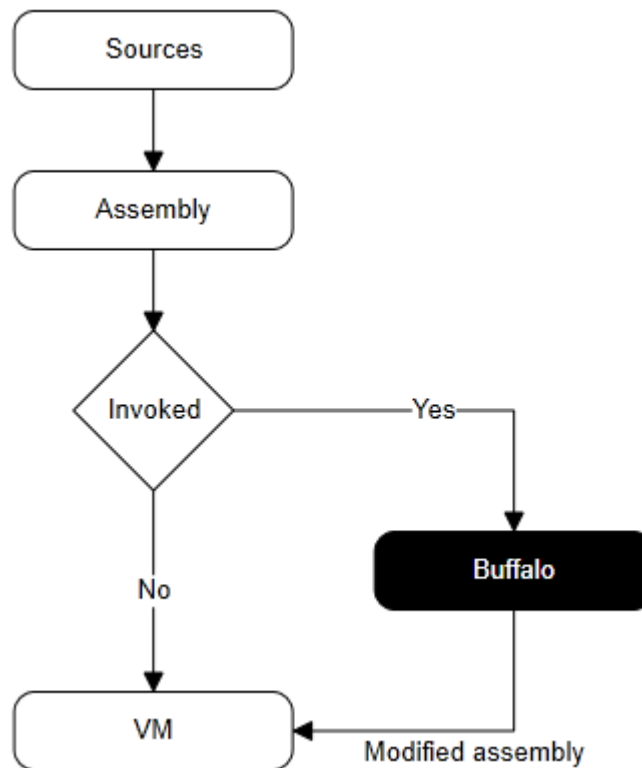 Sources
Assembly
Invoked
Yes
Buffalo
No
VM
Modified assembly